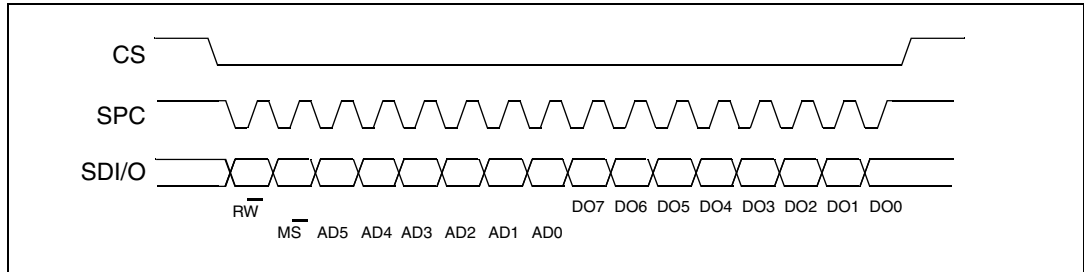 CS
SPC
SDI/O
RW̅
DO7 DO6 DO5 DO4 DO3 DO2 DO1 DO0
MS̅ AD5 AD4 AD3 AD2 AD1 AD0